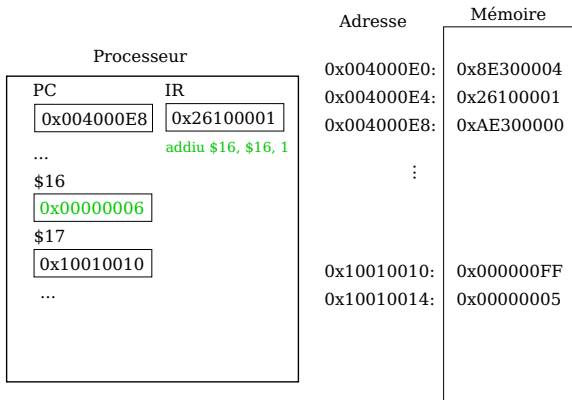 Adresse
Mémoire
Processeur
PC
IR
0x004000E8
0x26100001
addiu $16, $16, 1
...
$16
0x00000006
$17
0x10010010
...
0x004000E0: 0x8E300004
0x004000E4: 0x26100001
0x004000E8: 0xAE300000
...
0x10010010: 0x000000FF
0x10010014: 0x00000005